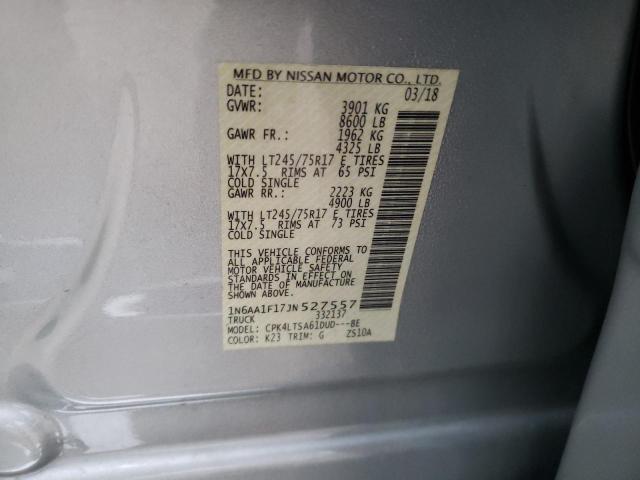 MFD BY NISSAN MOTOR CO., LTD.
DATE: 03/18
GVWR: 3901 KG
8600 LB
GAWR FR.: 1962 KG
4325 LB
WITH LT245/75R17 E TIRES
17X7.5 RIMS AT 65 PSI
COLD SINGLE
GAWR RR.: 2223 KG
4900 LB
WITH LT245/75R17 E TIRES
17X7.5 RIMS AT 73 PSI
COLD SINGLE
THIS VEHICLE CONFORMS TO
ALL APPLICABLE FEDERAL
MOTOR VEHICLE SAFETY
STANDARDS IN EFFECT
ON THE DATE OF MFR. SHOWN
ABOVE.
1N6AA1F17JN527557
TRUCK 332137
MODEL: CPK4LTSA61DUD---BE
COLOR: K23 TRIM: G ZS10A